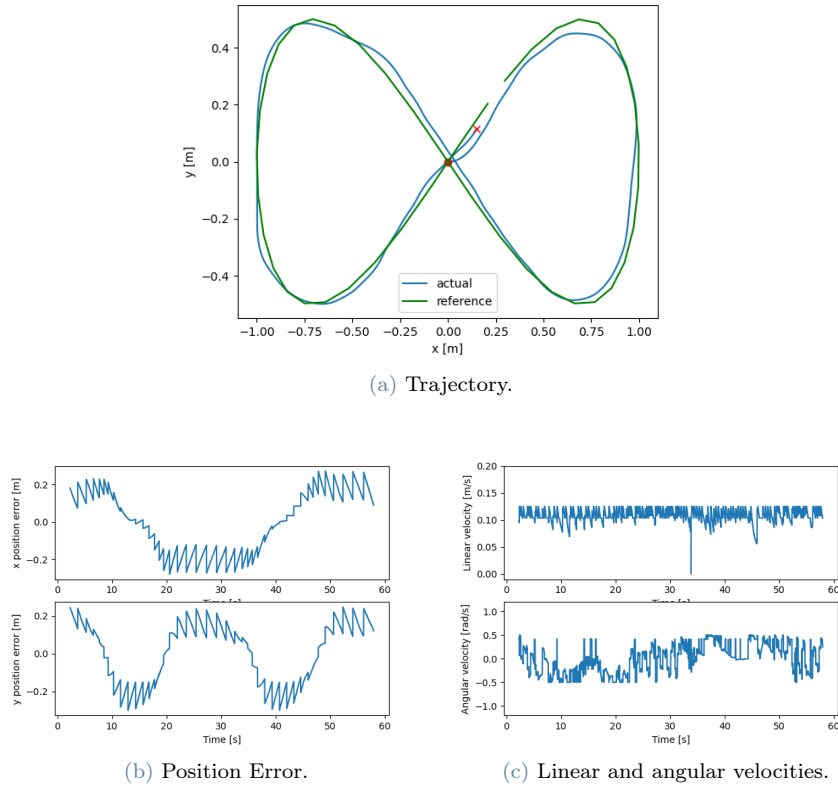 0.4
0.2
0.0
−0.2
−0.4
y [m]
actual
reference
−1.00 −0.75 −0.50 −0.25 0.00 0.25 0.50 0.75 1.00
x [m]
(a) Trajectory.
x position error [m]
0.2
0.0
−0.2
0 10 20 30 40 50 60
Time [s]
y position error [m]
0.2
0.0
−0.2
0 10 20 30 40 50 60
Time [s]
(b) Position Error.
Linear velocity [m/s]
0.20
0.15
0.10
0.05
0.00
0 10 20 30 40 50 60
Time [s]
Angular velocity [rad/s]
1.0
0.5
0.0
−0.5
−1.0
0 10 20 30 40 50 60
Time [s]
(c) Linear and angular velocities.